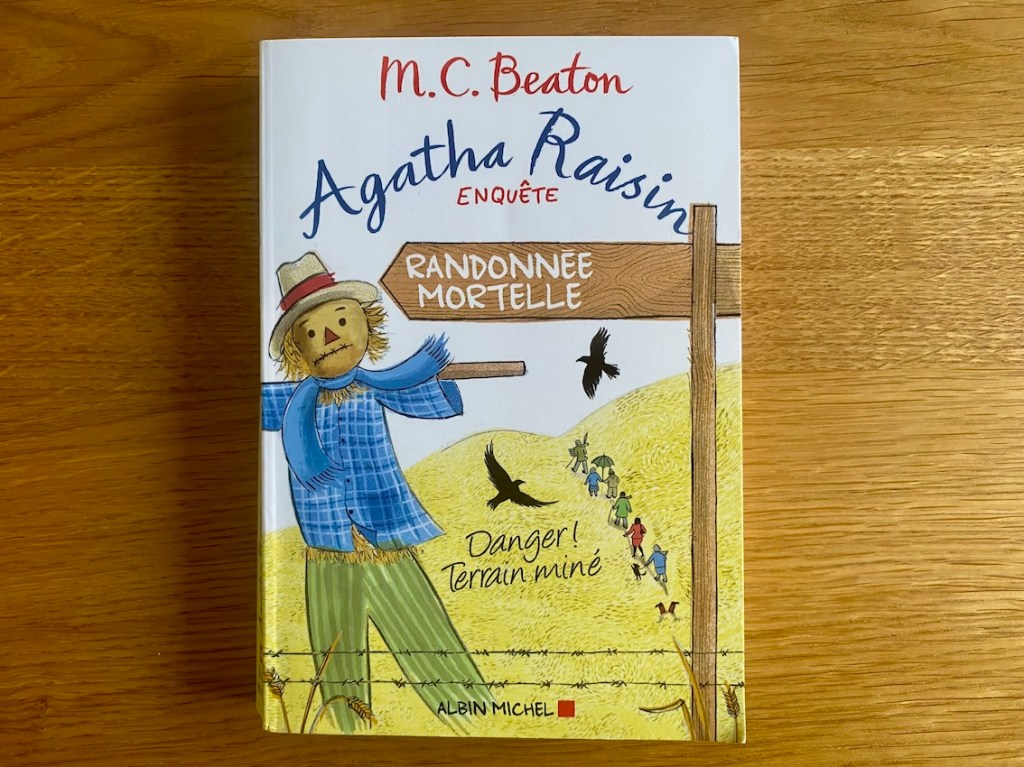 M.C. Beaton
Agatha Raisin
ENQUÊTE
RANDONNÉE
MORTELLE
Danger!
Terrain miné
ALBIN MICHEL